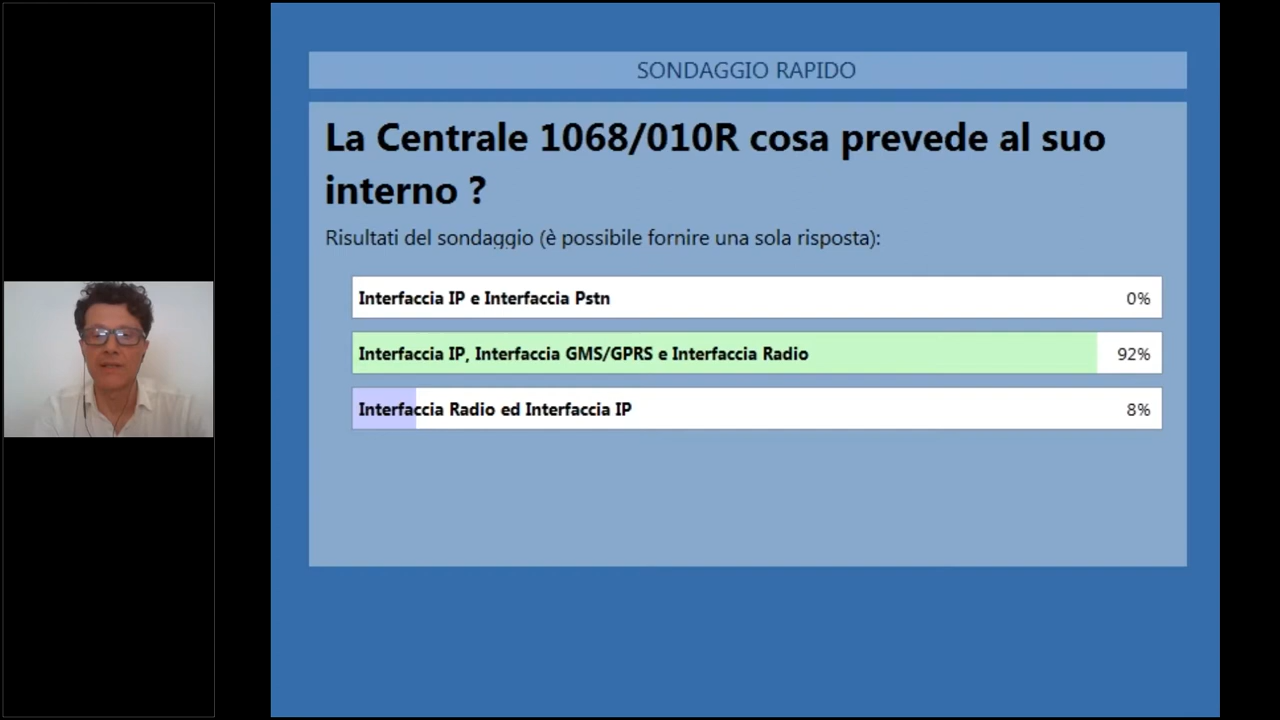 SONDAGGIO RAPIDO
La Centrale 1068/010R cosa prevede al suo
interno ?
Risultati del sondaggio (è possibile fornire una sola risposta):
Interfaccia IP e Interfaccia Pstn 0%
Interfaccia IP, Interfaccia GMS/GPRS e Interfaccia Radio 92%
Interfaccia Radio ed Interfaccia IP 8%